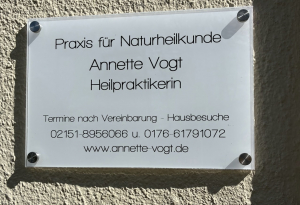 Praxis für Naturheilkunde
Annette Vogt
Heilpraktikerin
Termine nach Vereinbarung - Hausbesuche
02151-8956066 u. 0176-61791072
www.annette-vogt.de